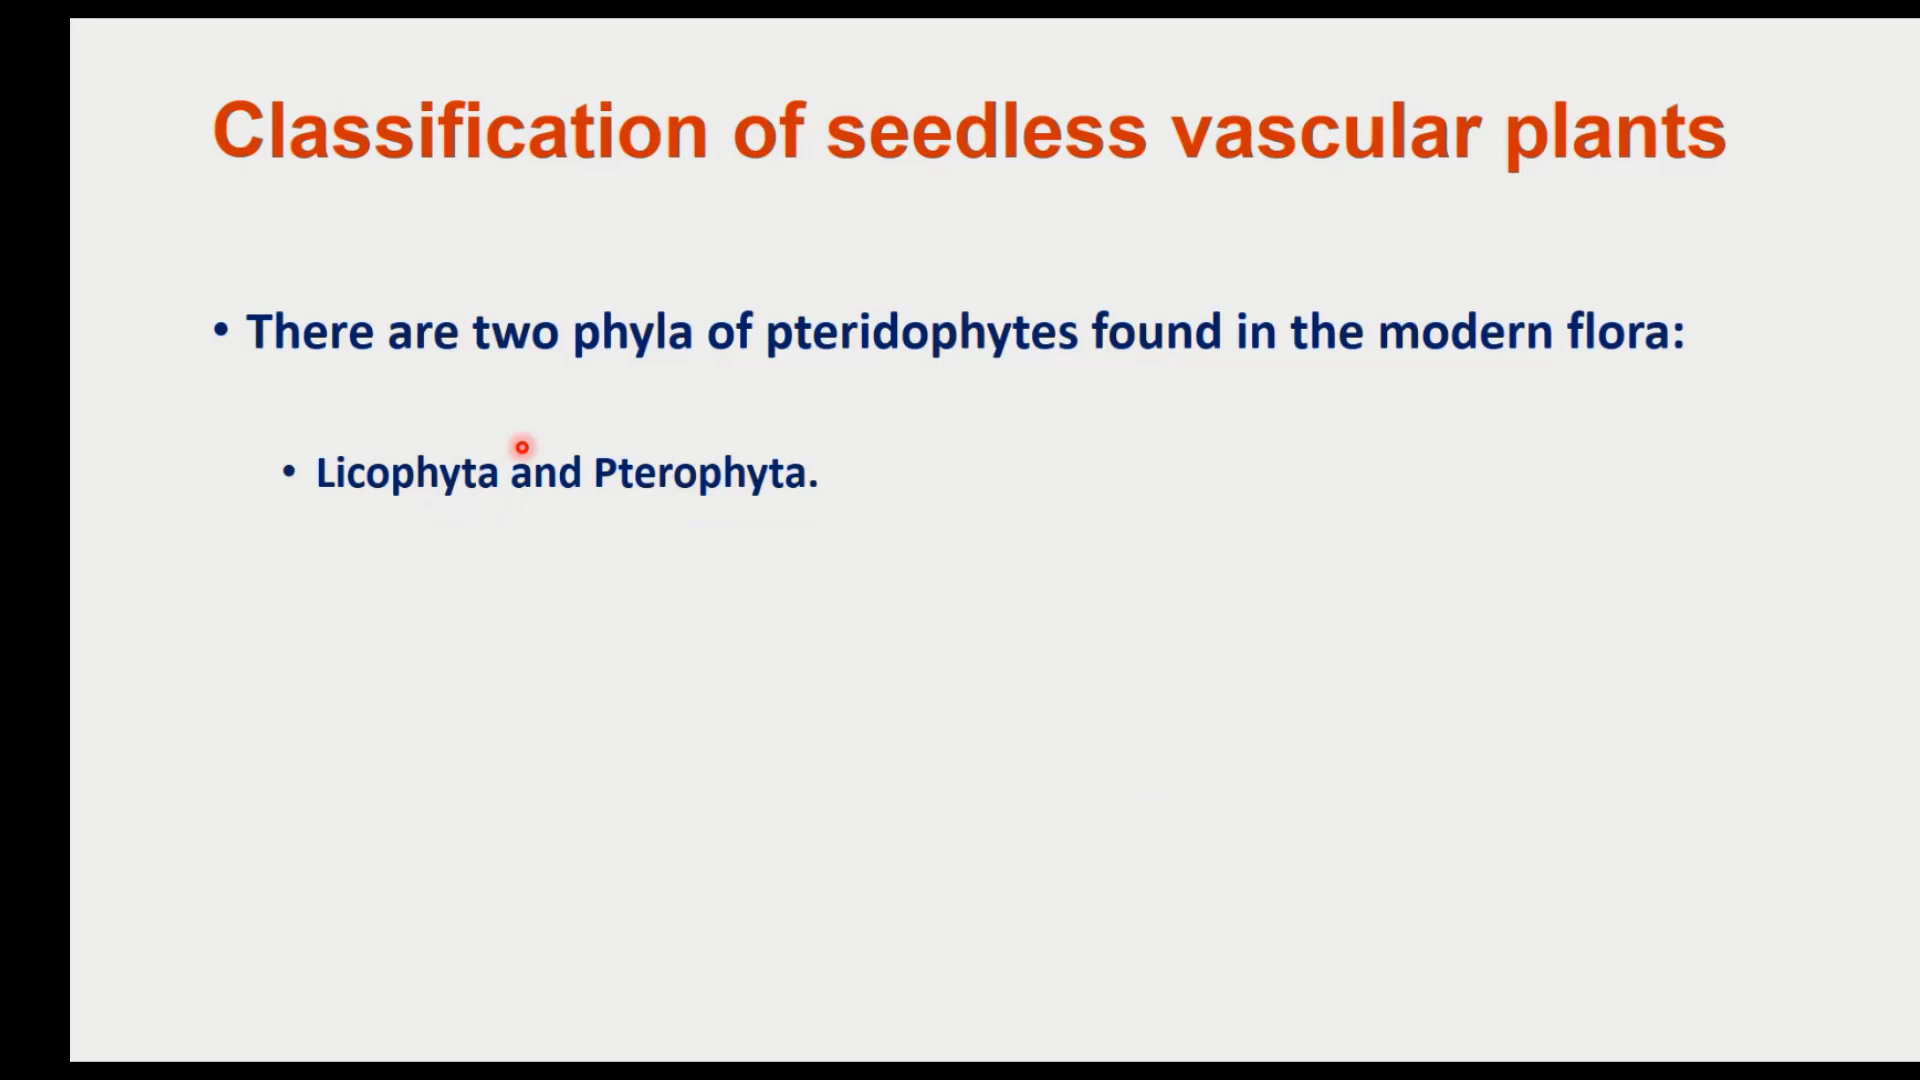 Classification of seedless vascular plants
• There are two phyla of pteridophytes found in the modern flora:
• Licophyta and Pterophyta.